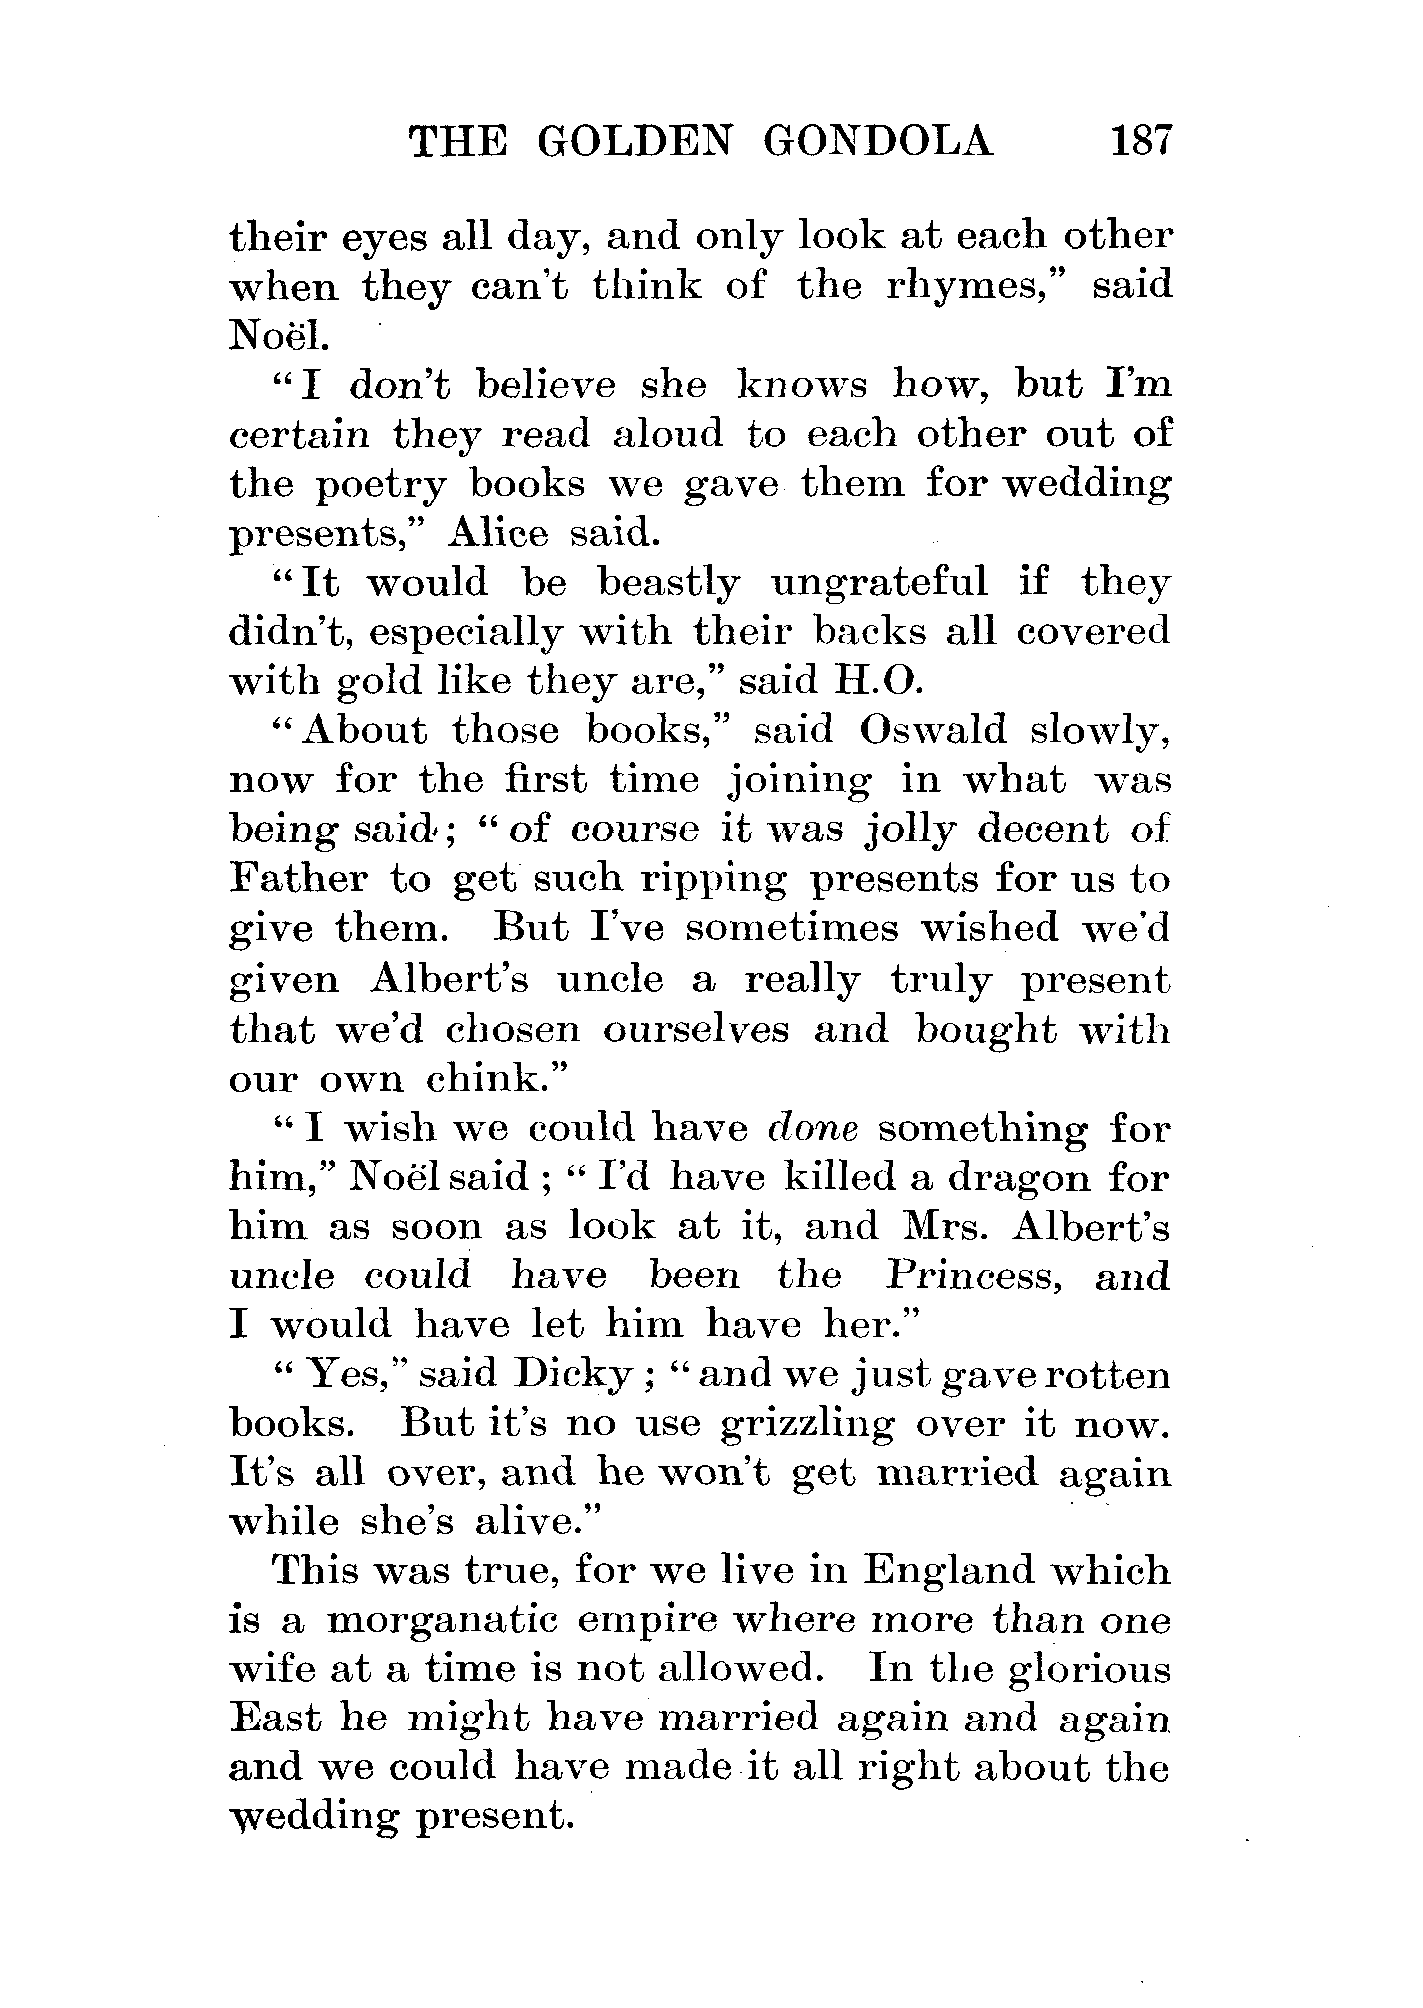 THE GOLDEN GONDOLA 187
their eyes all day, and only look at each other
when they can't think of the rhymes," said
Noël.
"I don't believe she knows how, but I'm
certain they read aloud to each other out of
the poetry books we gave them for wedding
presents," Alice said.
"It would be beastly ungrateful if they
didn't, especially with their backs all covered
with gold like they are," said H.O.
"About those books," said Oswald slowly,
now for the first time joining in what was
being said; "of course it was jolly decent of
Father to get such ripping presents for us to
give them. But I've sometimes wished we'd
given Albert's uncle a really truly present
that we'd chosen ourselves and bought with
our own chink."
"I wish we could have done something for
him," Noël said; "I'd have killed a dragon for
him as soon as look at it, and Mrs. Albert's
uncle could have been the Princess, and
I would have let him have her."
"Yes," said Dicky; "and we just gave rotten
books. But it's no use grizzling over it now.
It's all over, and he won't get married again
while she's alive."
This was true, for we live in England which
is a morganatic empire where more than one
wife at a time is not allowed. In the glorious
East he might have married again and again
and we could have made it all right about the
wedding present.